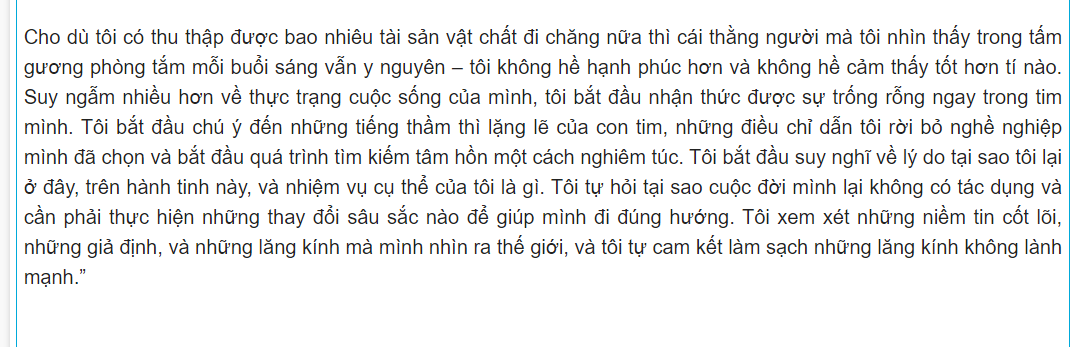 Cho dù tôi có thu thập được bao nhiêu tài sản vật chất đi chăng nữa thì cái thằng người mà tôi nhìn thấy trong tấm
gương phòng tắm mỗi buổi sáng vẫn y nguyên – tôi không hề hạnh phúc hơn và không hề cảm thấy tốt hơn tí nào.
Suy ngẫm nhiều hơn về thực trạng cuộc sống của mình, tôi bắt đầu nhận thức được sự trống rỗng ngay trong tim
mình. Tôi bắt đầu chú ý đến những tiếng thầm thì lặng lẽ của con tim, những điều chỉ dẫn tôi rời bỏ nghề nghiệp
mình đã chọn và bắt đầu quá trình tìm kiếm tâm hồn một cách nghiêm túc. Tôi bắt đầu suy nghĩ về lý do tại sao tôi lại
ở đây, trên hành tinh này, và nhiệm vụ cụ thể của tôi là gì. Tôi tự hỏi tại sao cuộc đời mình lại không có tác dụng và
cần phải thực hiện những thay đổi sâu sắc nào để giúp mình đi đúng hướng. Tôi xem xét những niềm tin cốt lõi,
những giả định, và những lăng kính mà mình nhìn ra thế giới, và tôi tự cam kết làm sạch những lăng kính không lành
mạnh.”